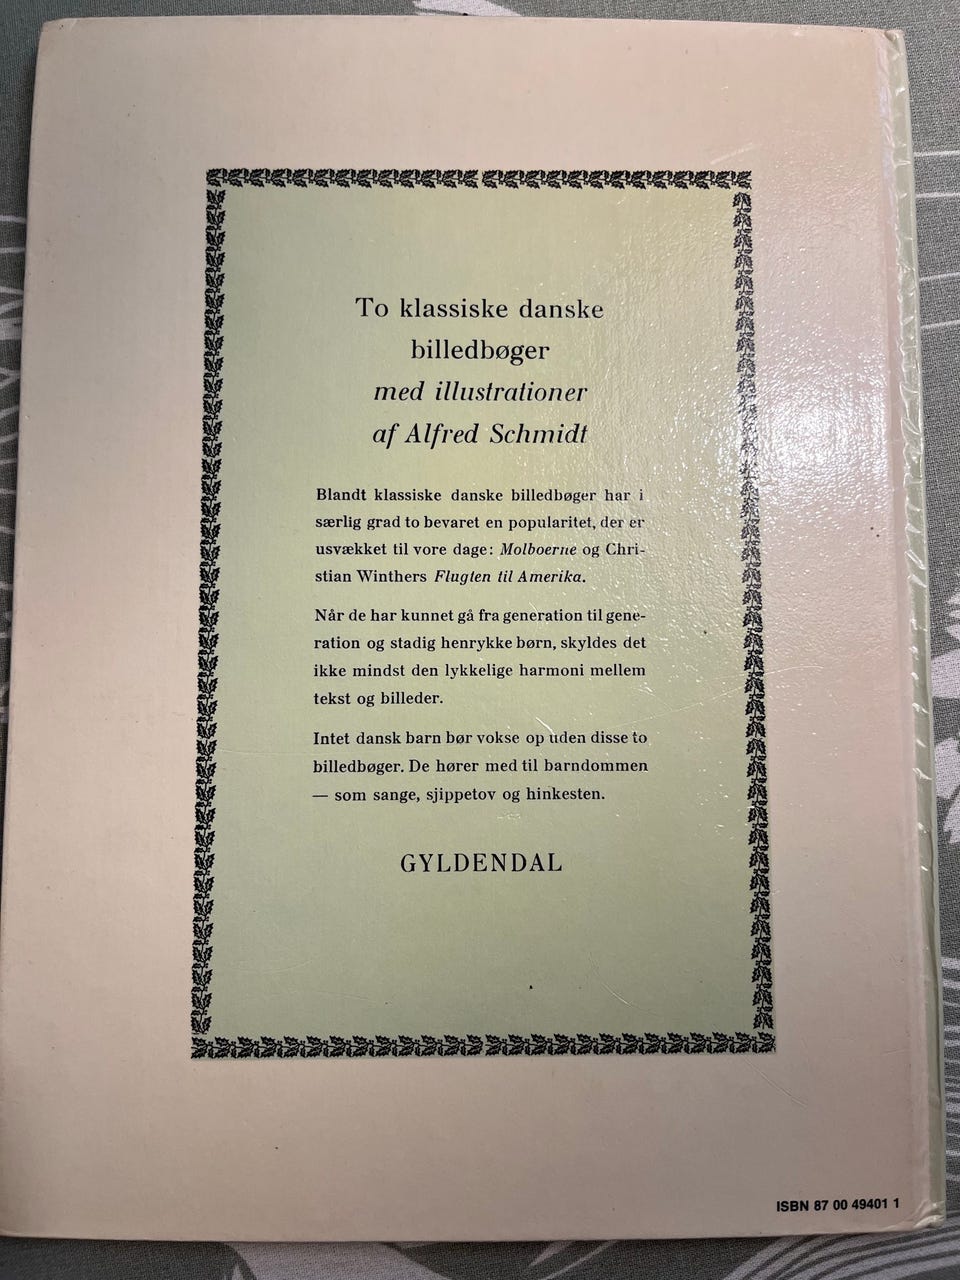 To klassiske danske
billedbøger
med illustrationer
af Alfred Schmidt
Blandt klassiske danske billedbøger har i
særlig grad to bevaret en popularitet, der er
usvækket til vore dage: Molboerne og Chri-
stian Winthers Flugten til Amerika.
Når de har kunnet gå fra generation til gene-
ration og stadig henrykke børn, skyldes det
ikke mindst den lykkelige harmoni mellem
tekst og billeder.
Intet dansk barn bør vokse op uden disse to
billedbøger. De hører med til barndommen
— som sange, sjippetov og hinkesten.
GYLDENDAL
ISBN 87 00 49401 1